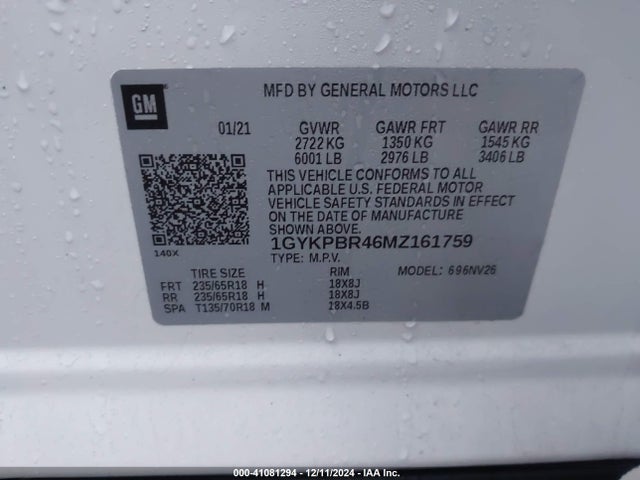 GM
MFD BY GENERAL MOTORS LLC
01/21 GVWR GAWR FRT GAWR RR
2722 KG 1350 KG 1545 KG
6001 LB 2976 LB 3406 LB
THIS VEHICLE CONFORMS TO ALL
APPLICABLE U.S. FEDERAL MOTOR
VEHICLE SAFETY STANDARDS IN EFFECT
ON THE DATE OF MANUFACTURE
SHOWN ABOVE.
1GYKPBR46MZ161759
140X
TYPE: M.P.V.
TIRE SIZE RIM MODEL: 696NV26
FRT 235/65R18 H 18X8J
RR 235/65R18 H 18X8J
SPA T135/70R18 M 18X4.5B
000-41081294 - 12/11/2024 - IAA Inc.